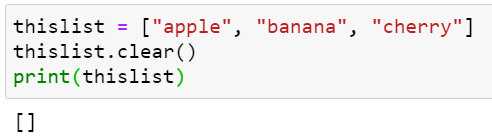 thislist = ["apple", "banana", "cherry"]
thislist.clear()
print(thislist)
[]